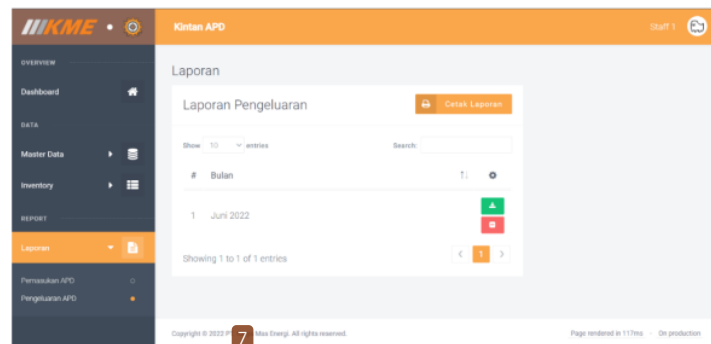 KME
Kintan APD
Staff 1
OVERVIEW
Dashboard
DATA
Master Data
Inventory
REPORT
Laporan
Pemasukan APD
Pengeluaran APD
Laporan
Laporan Pengeluaran
Cetak Laporan
Show 10 entries
Search:
# Bulan
1 Juni 2022
Showing 1 to 1 of 1 entries
< 1 >
Copyright © 2022 Mas Energi. All rights reserved.
7
Page rendered in 117ms - On production